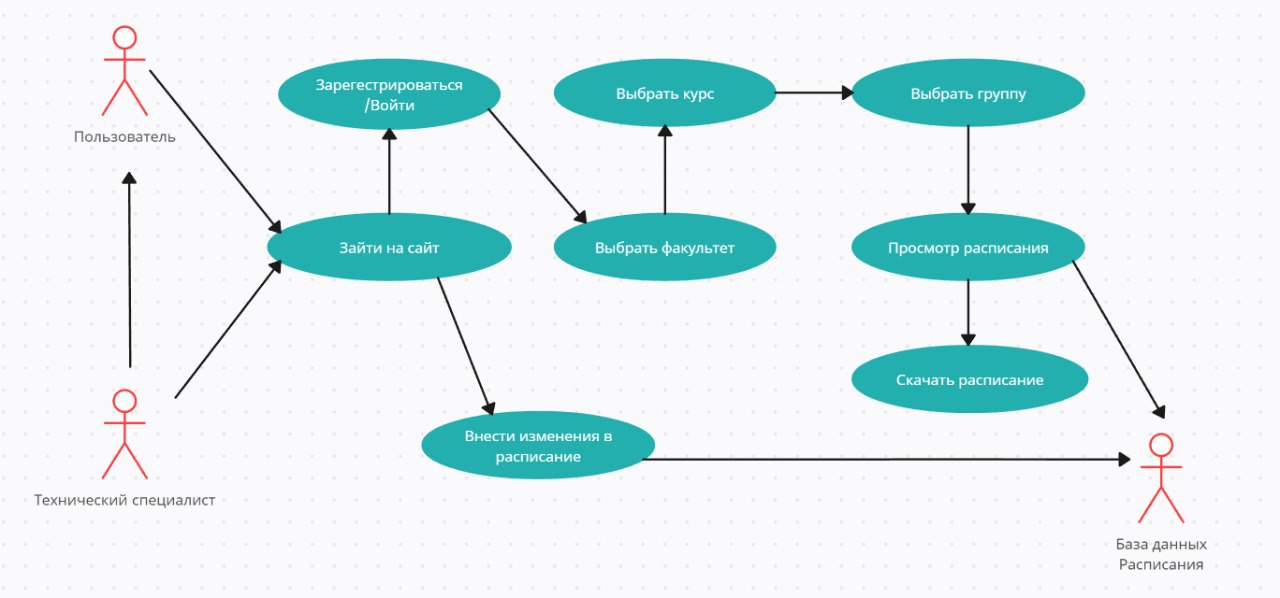 Пользователь
Зарегестрироваться
/Войти
Выбрать курс
Выбрать группу
Зайти на сайт
Выбрать факультет
Просмотр расписания
Скачать расписание
Внести изменения в
расписание
Технический специалист
База данных
Расписания